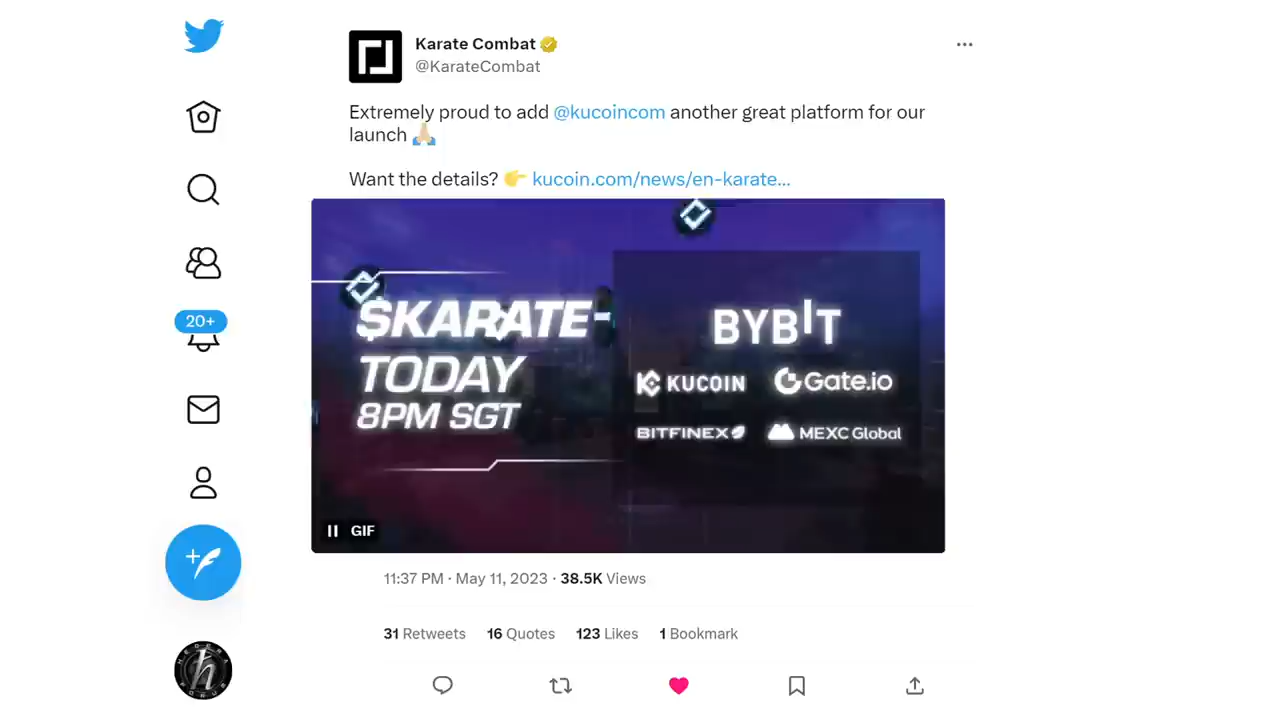 Karate Combat
@KarateCombat
Extremely proud to add @kucoincom another great platform for our
launch 🙏🏼
Want the details? 👉 kucoin.com/news/en-karate...
$KARATE-
TODAY
8PM SGT
BYBIT
KUCOIN Gate.io
BITFINEX MEXC Global
GIF
20+
11:37 PM · May 11, 2023 · 38.5K Views
31 Retweets 16 Quotes 123 Likes 1 Bookmark